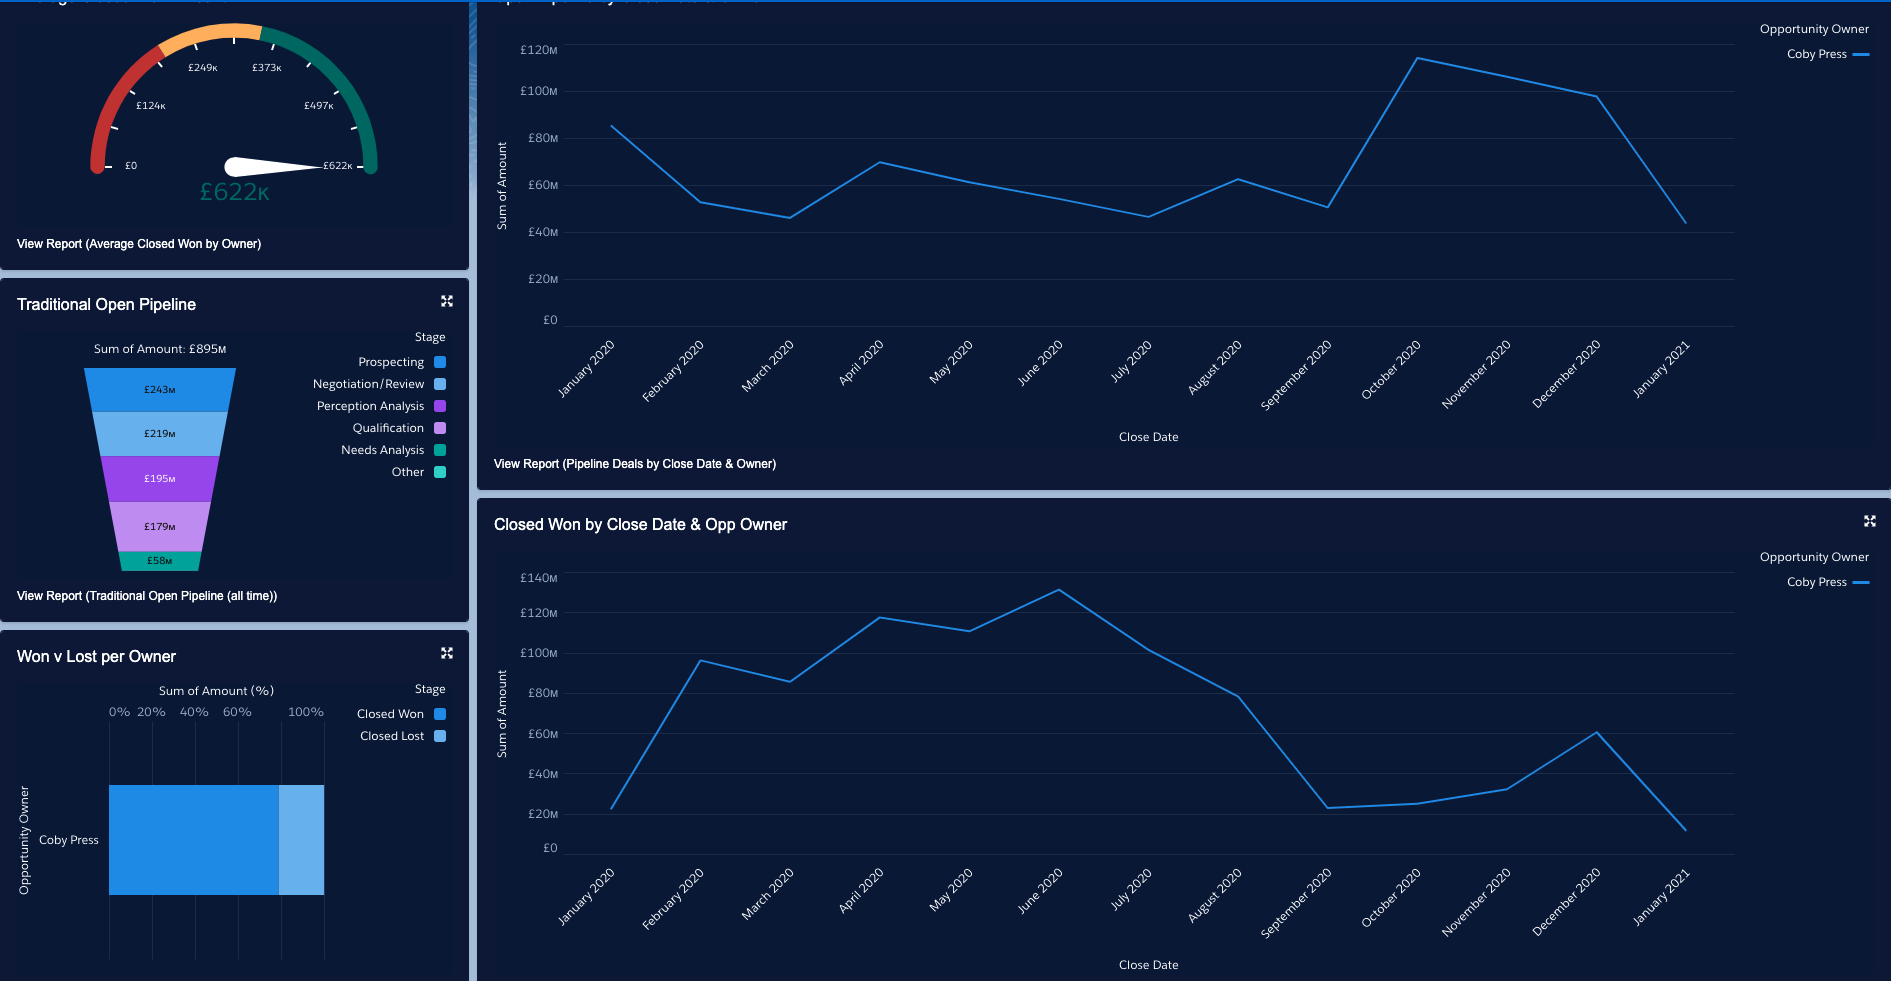 £0
£124K
£249K
£373K
£497K
£622K
£622K
View Report (Average Closed Won by Owner)
Traditional Open Pipeline
Sum of Amount: £895M
£243M
£219M
£195M
£179M
£58M
Stage
Prospecting
Negotiation/Review
Perception Analysis
Qualification
Needs Analysis
Other
View Report (Traditional Open Pipeline (all time))
Won v Lost per Owner
Sum of Amount (%)
0% 20% 40% 60% 100%
Stage
Closed Won
Closed Lost
Opportunity Owner
Coby Press
Opportunity Owner
Coby Press
Sum of Amount
£120M
£100M
£80M
£60M
£40M
£20M
£0
January 2020
February 2020
March 2020
April 2020
May 2020
June 2020
July 2020
August 2020
September 2020
October 2020
November 2020
December 2020
January 2021
Close Date
View Report (Pipeline Deals by Close Date & Owner)
Closed Won by Close Date & Opp Owner
Opportunity Owner
Coby Press
Sum of Amount
£140M
£120M
£100M
£80M
£60M
£40M
£20M
£0
January 2020
February 2020
March 2020
April 2020
May 2020
June 2020
July 2020
August 2020
September 2020
October 2020
November 2020
December 2020
January 2021
Close Date